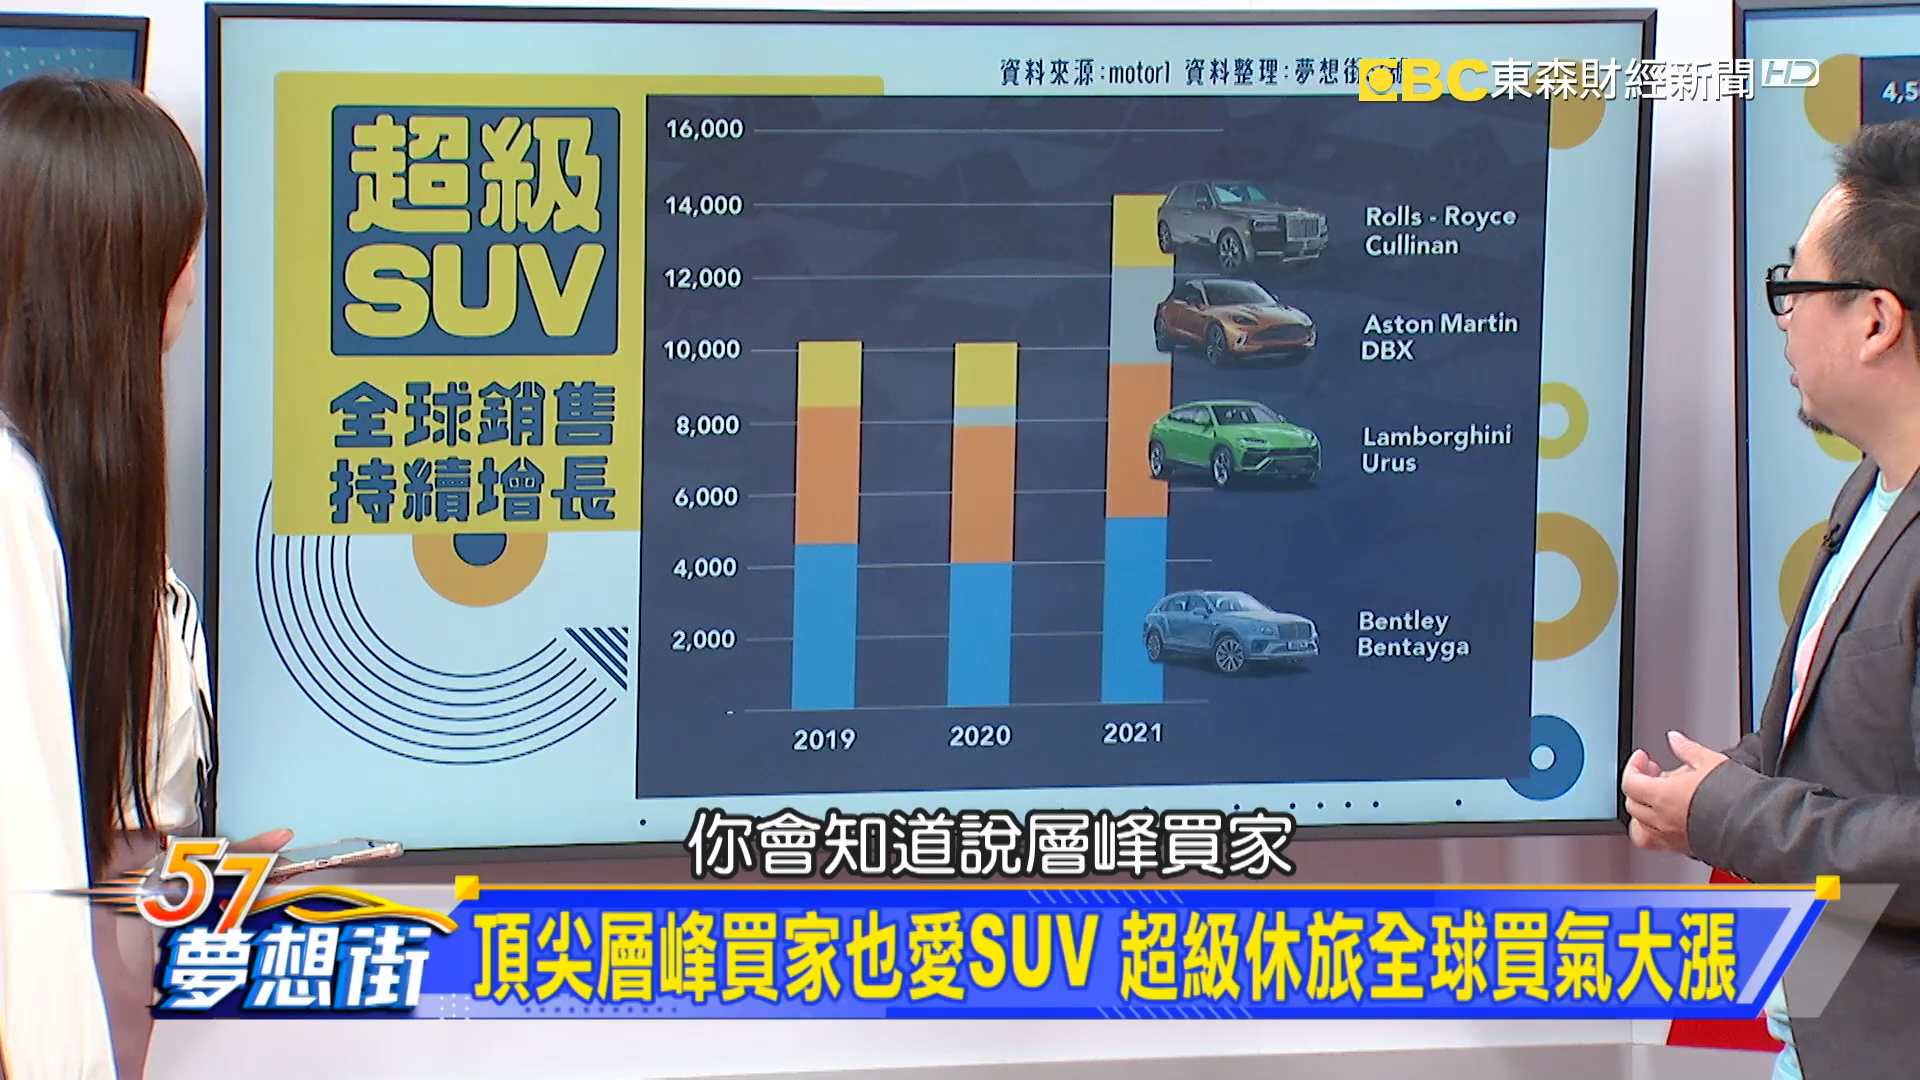 資料來源:motor1 資料整理:夢想街
EBC東森財經新聞HD
4,5
超級
SUV
全球銷售
持續增長
16,000
14,000
12,000
10,000
8,000
6,000
4,000
2,000
-
2019
2020
2021
Rolls - Royce
Cullinan
Aston Martin
DBX
Lamborghini
Urus
Bentley
Bentayga
你會知道說層峰買家
57
夢想街
頂尖層峰買家也愛SUV 超級休旅全球買氣大漲